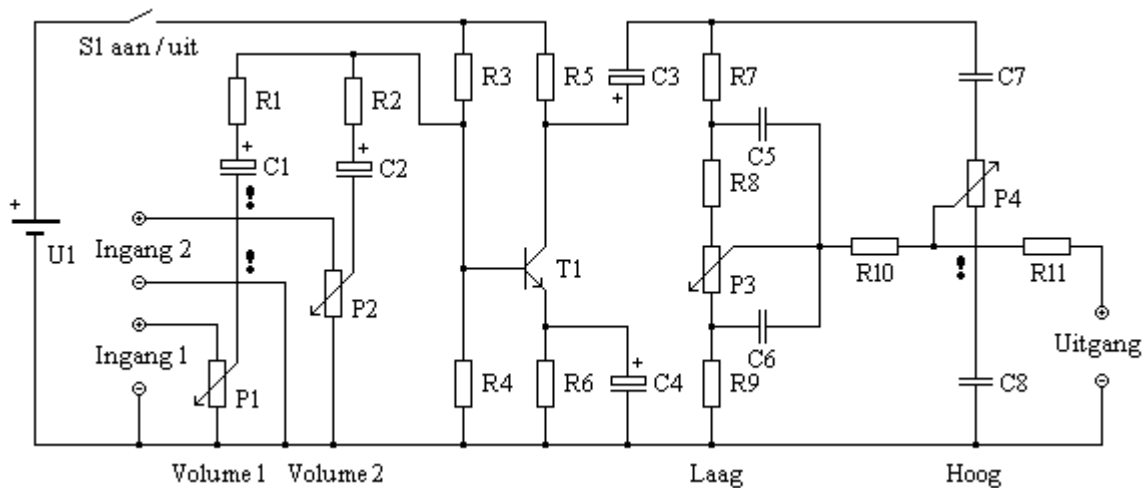 S1 aan / uit
R1
R2
R3
R5
C3
R7
C7
C1
C2
C5
R8
P4
+
U1
Ingang 2
T1
P3
R10
R11
P2
C6
Ingang 1
Uitgang
P1
R4
R6
C4
R9
C8
Volume 1
Volume 2
Laag
Hoog